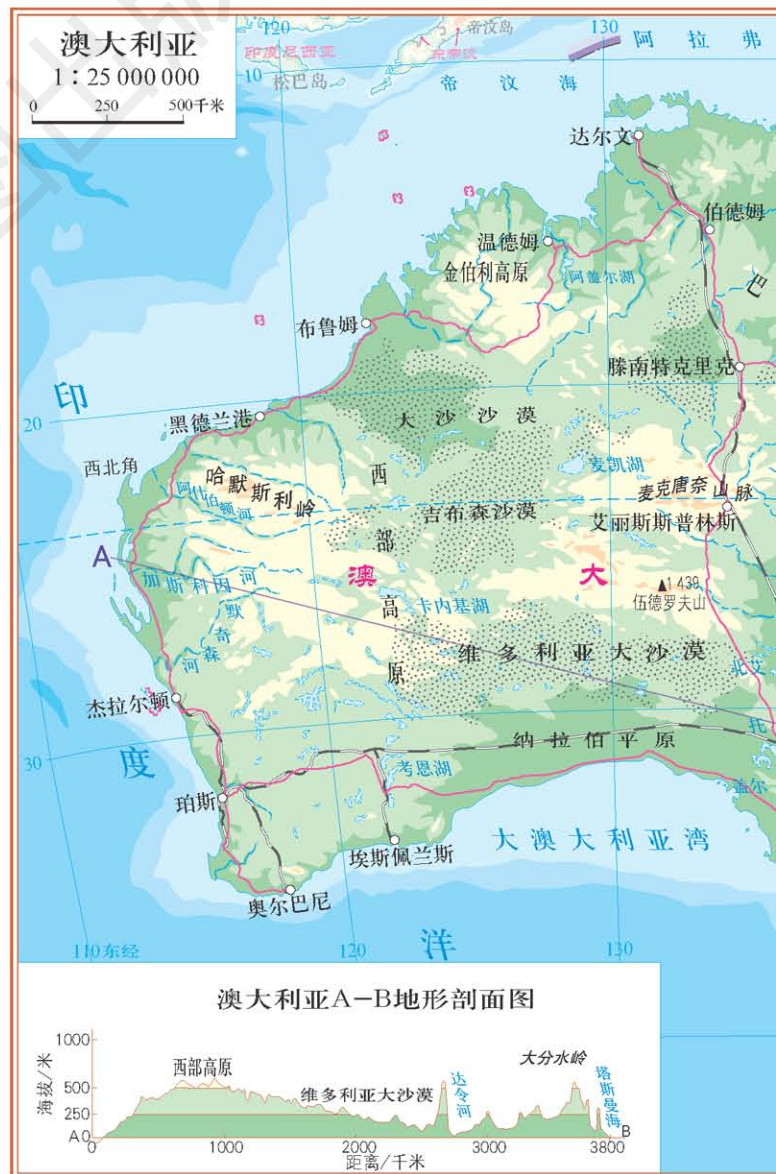 澳大利亚
1∶25 000 000
0 250 500千米
120
130
帝汶岛
印度尼西亚
东帝汶
阿拉弗
10
松巴岛
帝汶海
达尔文
伯德姆
温德姆
金伯利高原
阿盖尔湖
巴
布鲁姆
滕南特克里克
印
20
黑德兰港
大沙沙漠
西北角
哈默斯利岭
西部高原
麦凯湖
麦克唐奈山脉
阿什伯顿河
吉布森沙漠
艾丽斯斯普林斯
A
加斯科因河
澳
大
1 439
伍德罗夫山
卡内基湖
默奇森河
维多利亚大沙漠
北艾
杰拉尔顿
托
纳拉伯平原
30
度
考恩湖
盖尔
珀斯
埃斯佩兰斯
大澳大利亚湾
奥尔巴尼
110东经
120
洋
130
澳大利亚A-B地形剖面图
海拔/米
1000
500
250
A 0
西部高原
维多利亚大沙漠
达令河
大分水岭
塔斯曼海
B
0 1000 2000 3000 3800
距离/千米